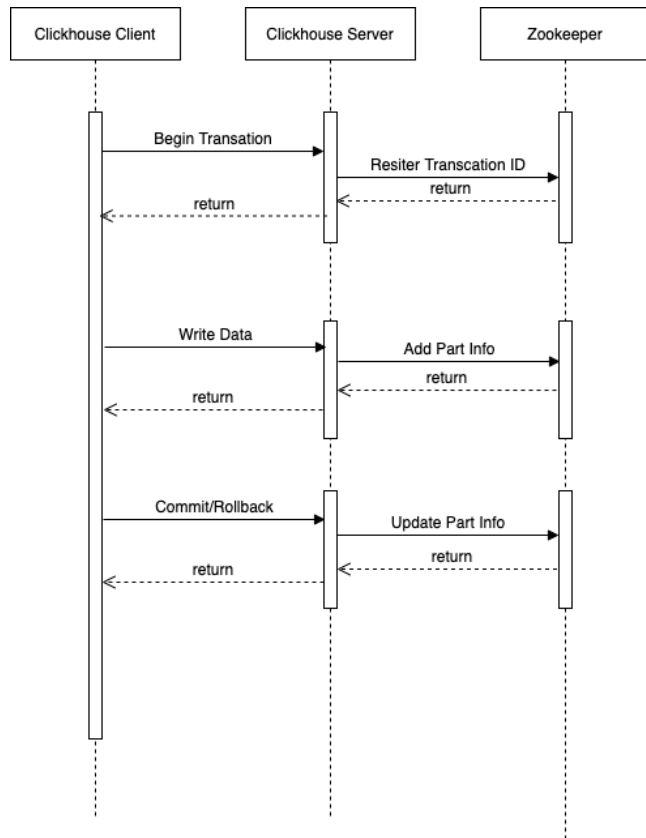 Clickhouse Client
Clickhouse Server
Zookeeper
Begin Transation
Resiter Transcation ID
return
return
Write Data
Add Part Info
return
return
Commit/Rollback
Update Part Info
return
return